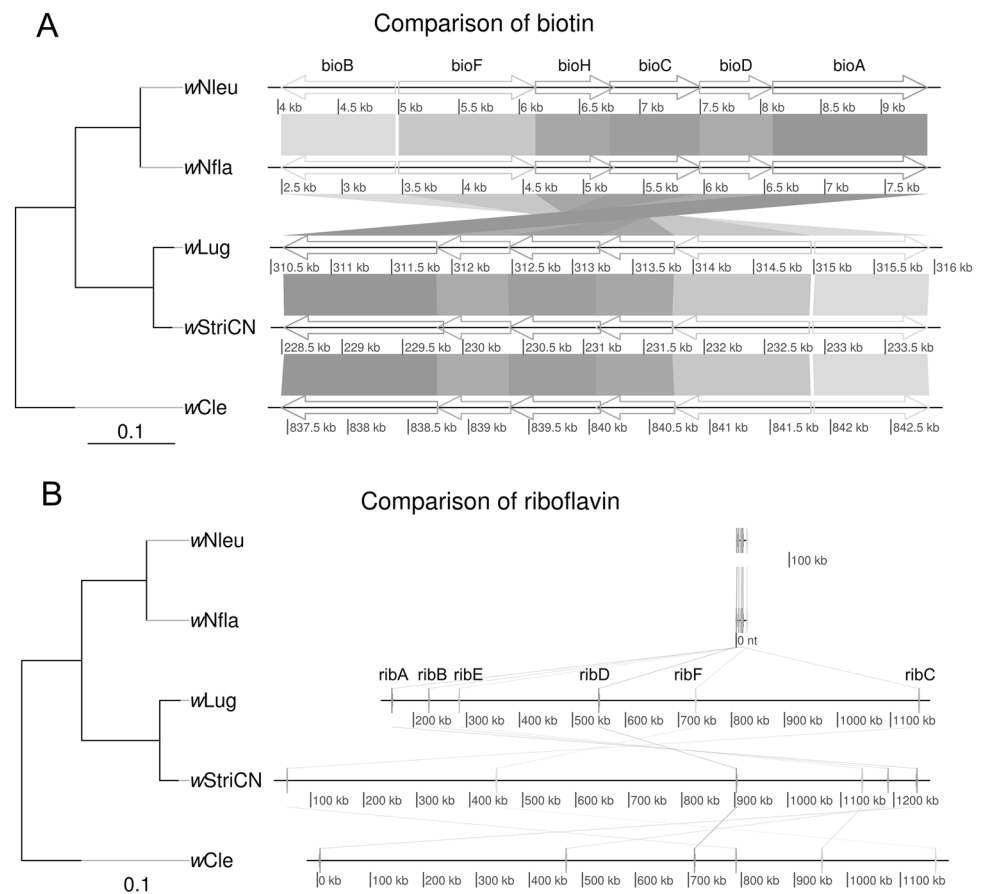 A
Comparison of biotin
bioB bioF bioH bioC bioD bioA
wNleu
4 kb 4.5 kb 5 kb 5.5 kb 6 kb 6.5 kb 7 kb 7.5 kb 8 kb 8.5 kb 9 kb
wNfla
2.5 kb 3 kb 3.5 kb 4 kb 4.5 kb 5 kb 5.5 kb 6 kb 6.5 kb 7 kb 7.5 kb
wLug
310.5 kb 311 kb 311.5 kb 312 kb 312.5 kb 313 kb 313.5 kb 314 kb 314.5 kb 315 kb 315.5 kb 316 kb
wStriCN
228.5 kb 229 kb 229.5 kb 230 kb 230.5 kb 231 kb 231.5 kb 232 kb 232.5 kb 233 kb 233.5 kb
wCle
837.5 kb 838 kb 838.5 kb 839 kb 839.5 kb 840 kb 840.5 kb 841 kb 841.5 kb 842 kb 842.5 kb
0.1
B
Comparison of riboflavin
wNleu
100 kb
wNfla
0 nt
ribA ribB ribE ribD ribF ribC
wLug
200 kb 300 kb 400 kb 500 kb 600 kb 700 kb 800 kb 900 kb 1000 kb 1100 kb
wStriCN
100 kb 200 kb 300 kb 400 kb 500 kb 600 kb 700 kb 800 kb 900 kb 1000 kb 1100 kb 1200 kb
wCle
0 kb 100 kb 200 kb 300 kb 400 kb 500 kb 600 kb 700 kb 800 kb 900 kb 1000 kb 1100 kb
0.1